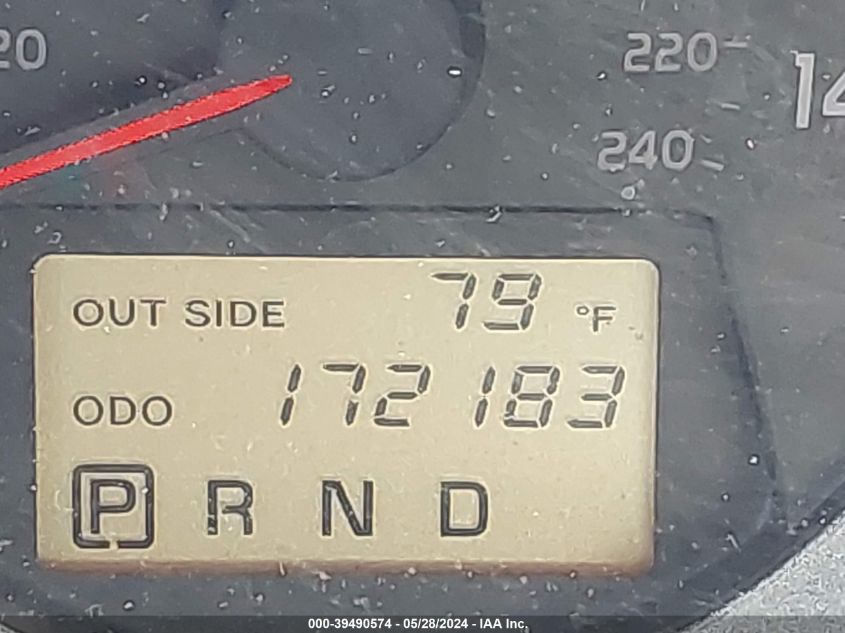 20
220
14
240
OUT SIDE 79 °F
ODO 172183
P R N D
000-39490574 - 05/28/2024 - IAA Inc.